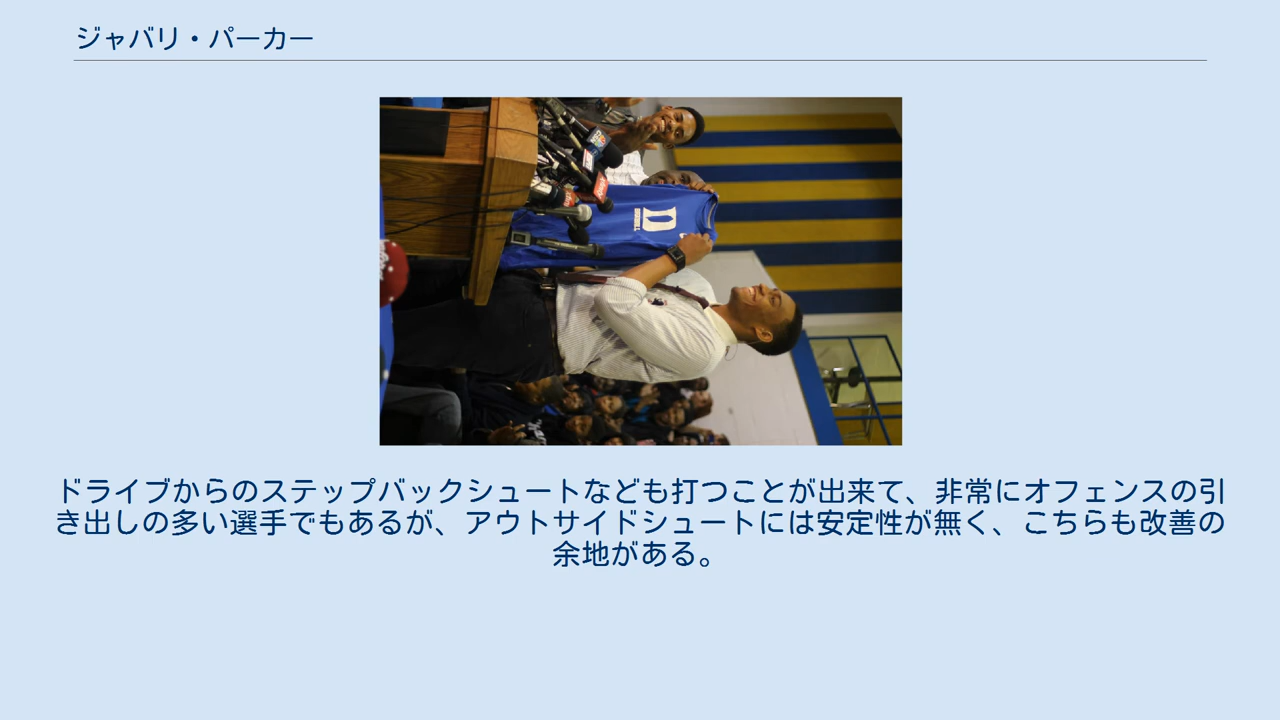 ジャバリ・パーカー
ドライブからのステップバックシュートなども打つことが出来て、非常にオフェンスの引
き出しの多い選手でもあるが、アウトサイドシュートには安定性が無く、こちらも改善の
余地がある。